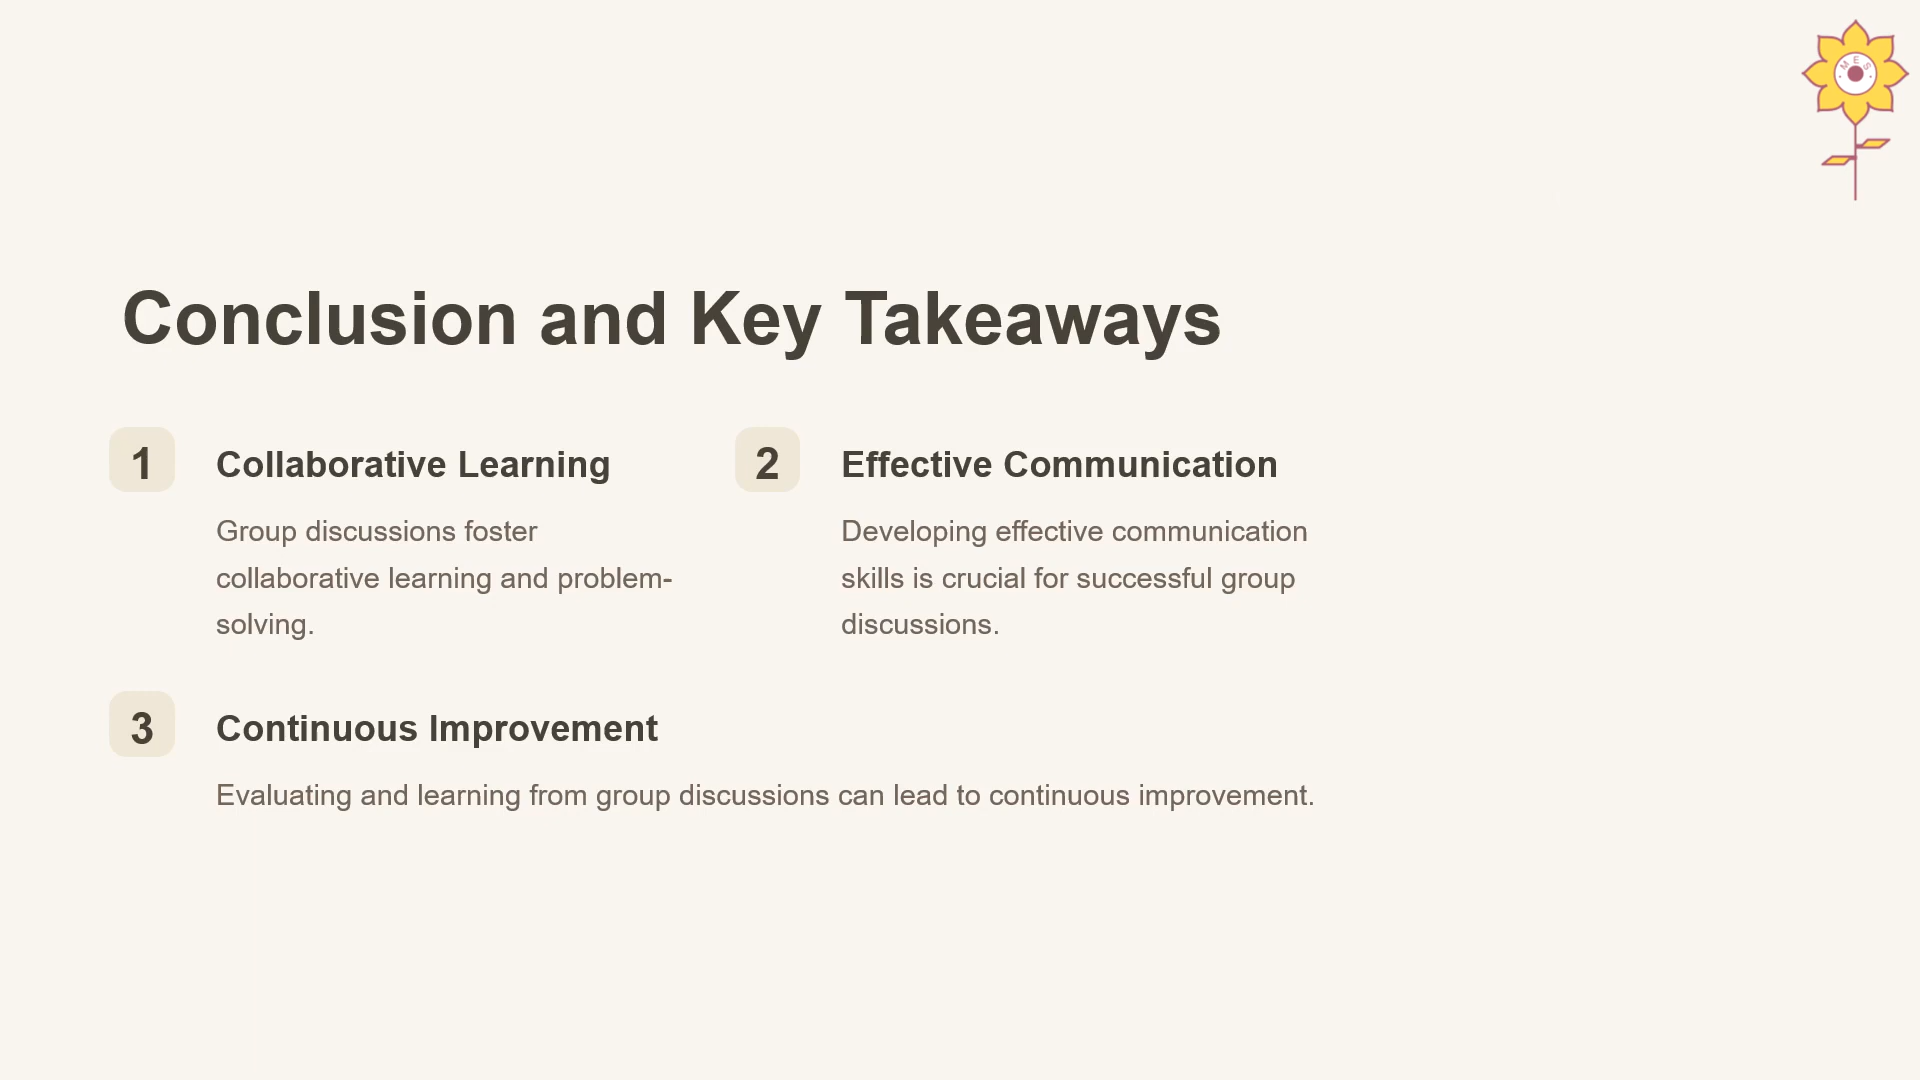 MES
Conclusion and Key Takeaways
1
Collaborative Learning
Group discussions foster
collaborative learning and problem-
solving.
2
Effective Communication
Developing effective communication
skills is crucial for successful group
discussions.
3
Continuous Improvement
Evaluating and learning from group discussions can lead to continuous improvement.